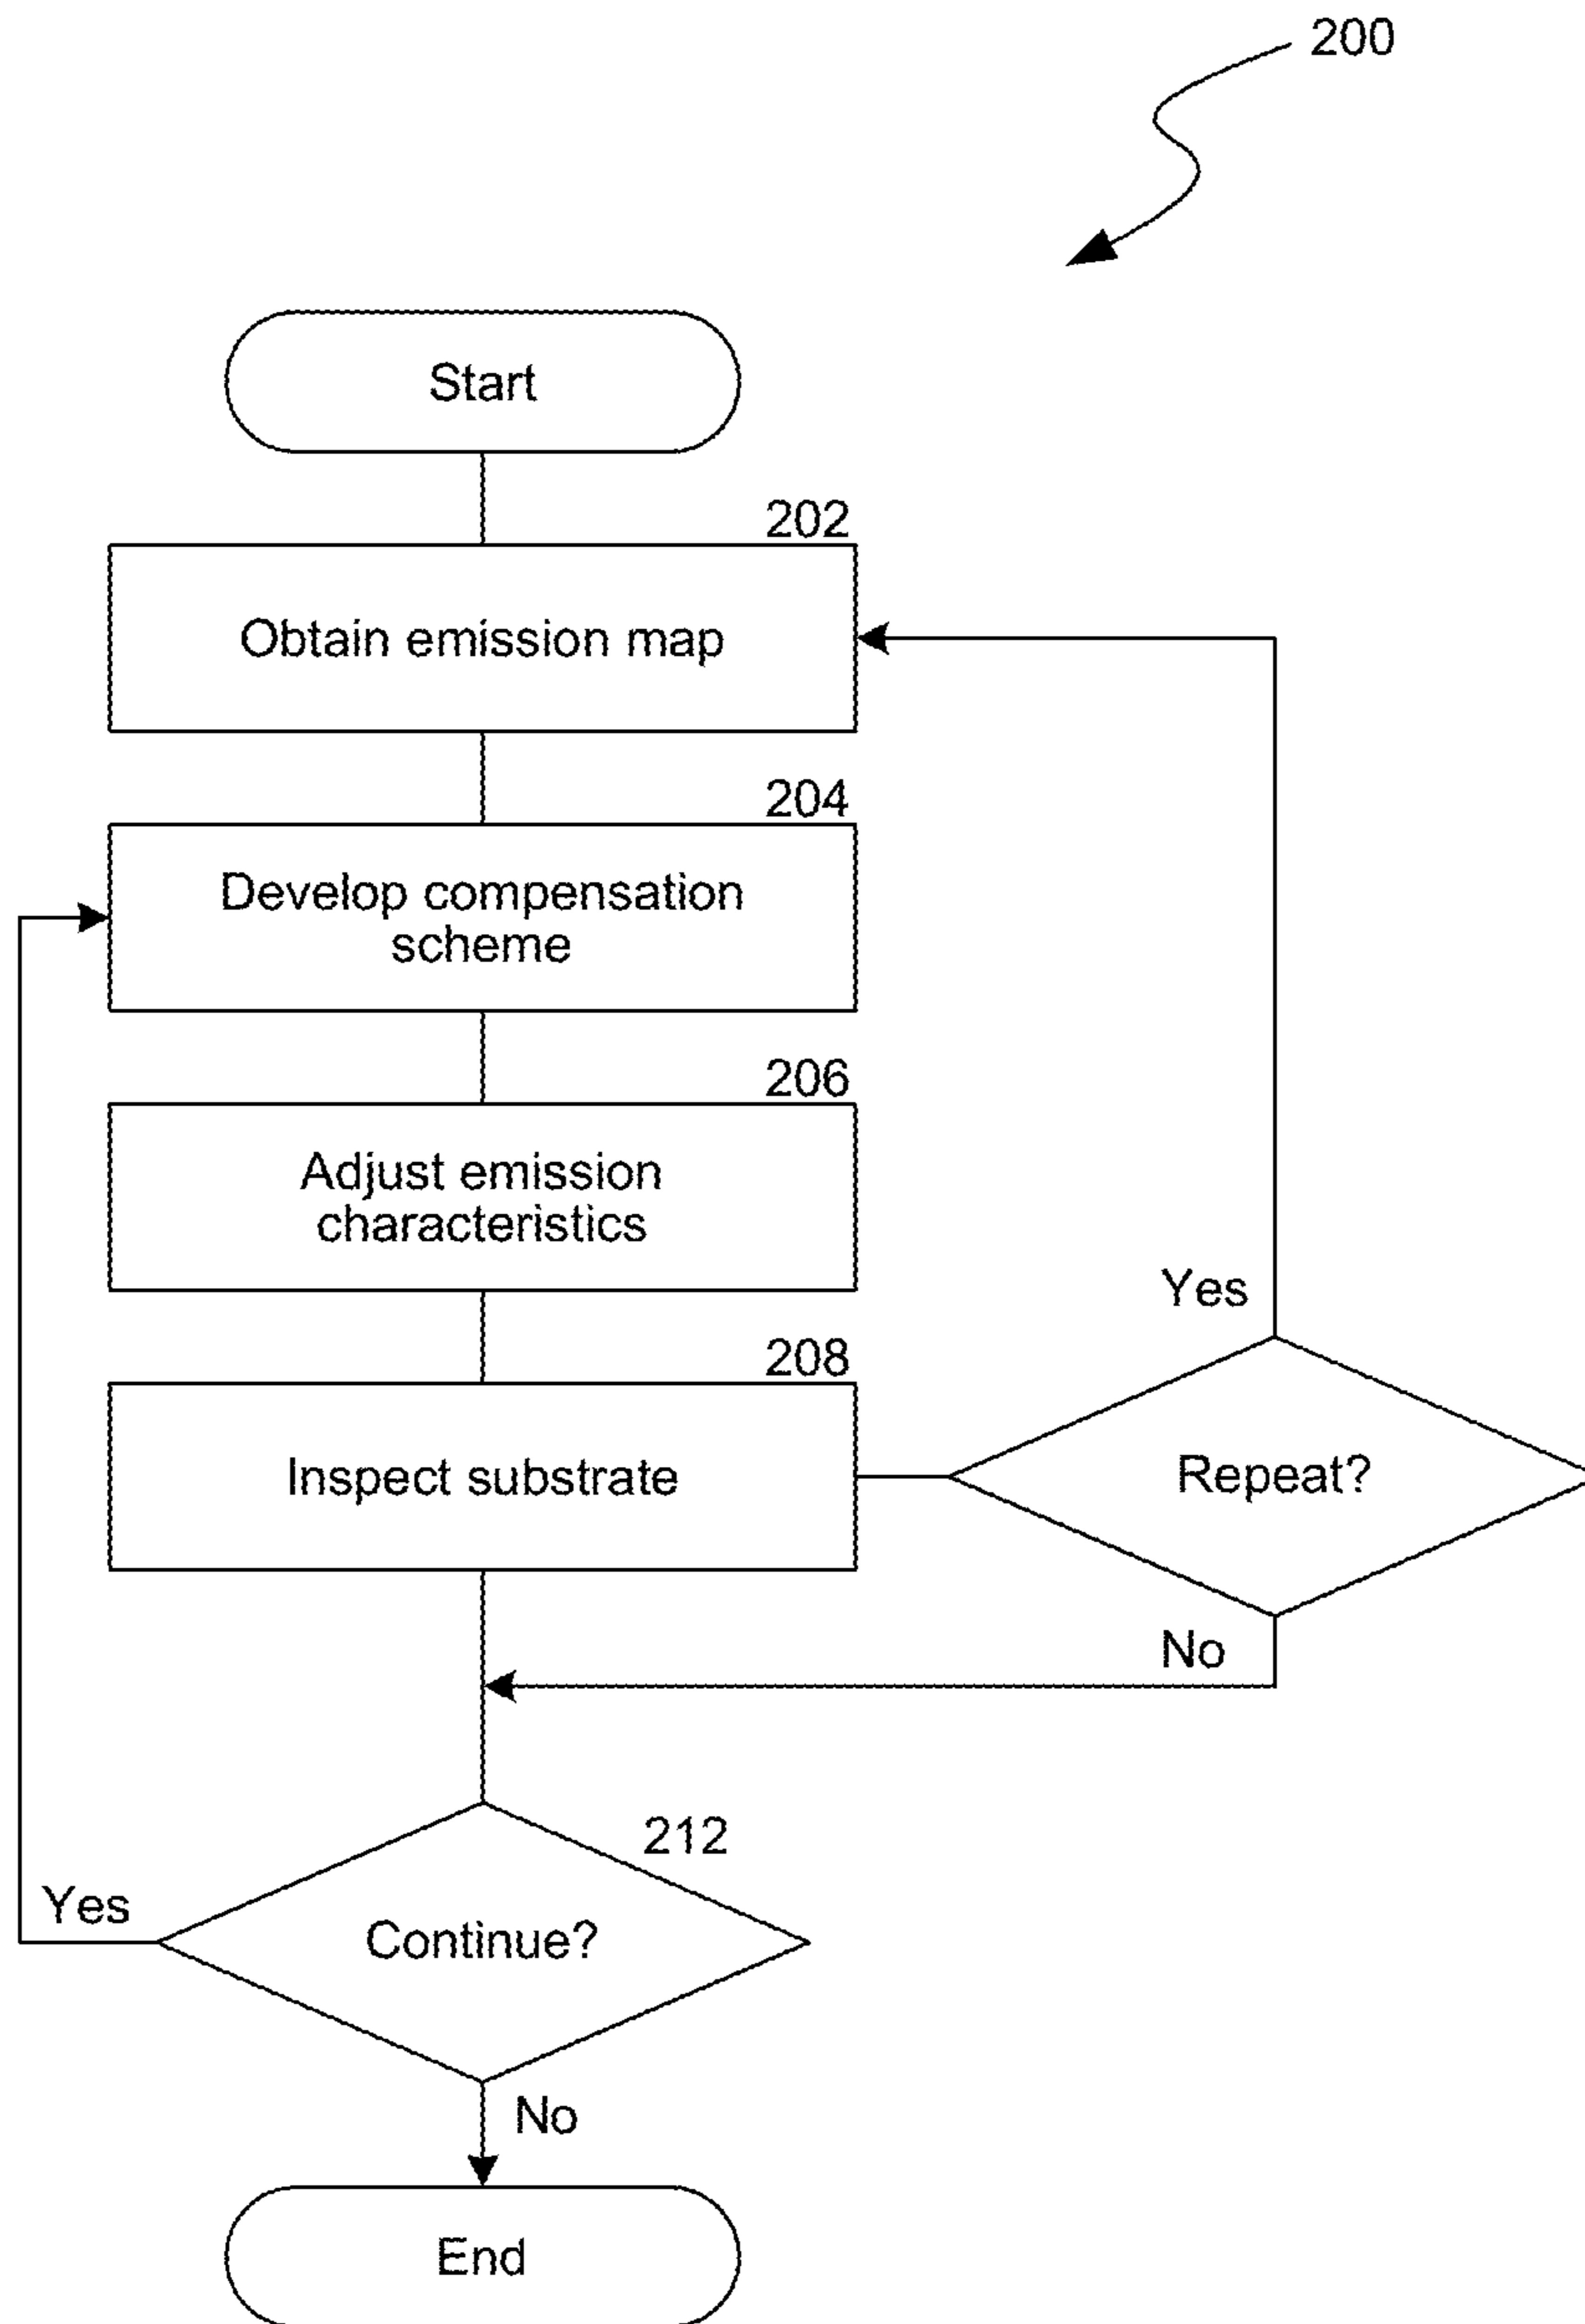 200
Start
202
Obtain emission map
204
Develop compensation
scheme
206
Adjust emission
characteristics
208
Inspect substrate
Yes
Repeat?
No
212
Yes
Continue?
No
End